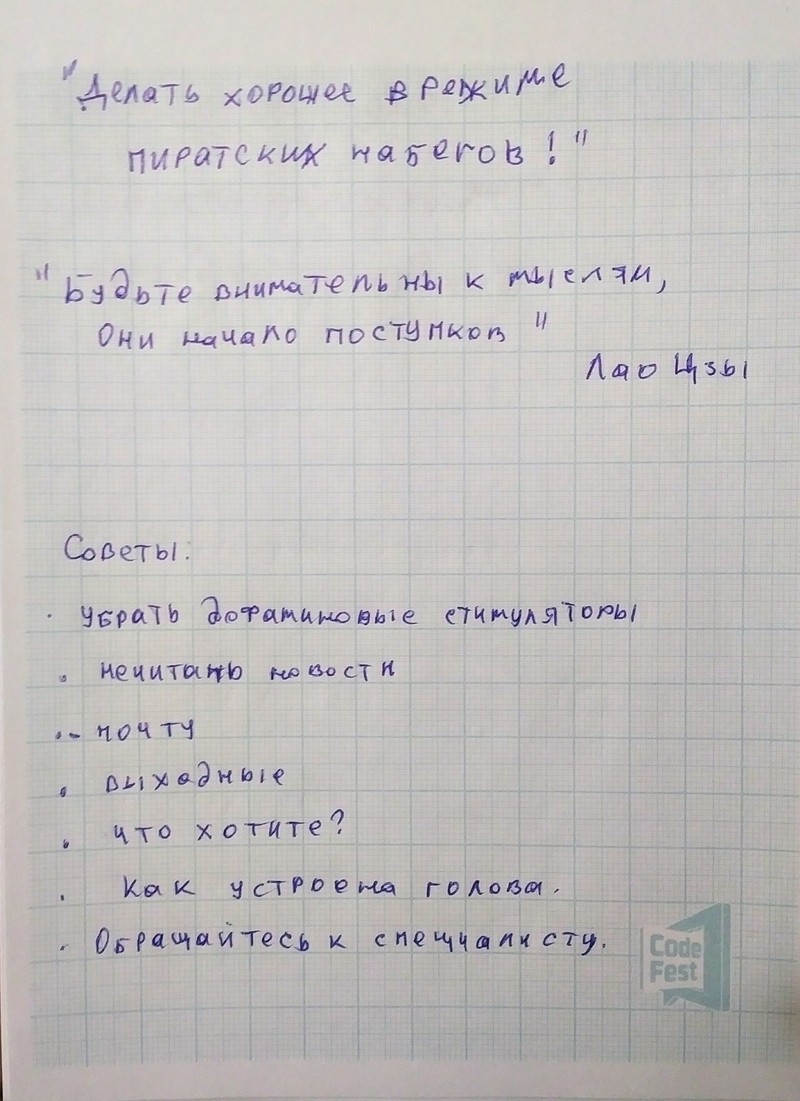 "Делать хорошее в режиме
пиратских набегов!"
"Будьте внимательны к мыслям,
Они начало поступков"
Лао Цзы
Советы:
· убрать дофаминовые стимуляторы
· нечитать новости
·- почту
· выходные
· что хотите?
· Как устроена голова.
· Обращайтесь к специалисту.
Code
Fest